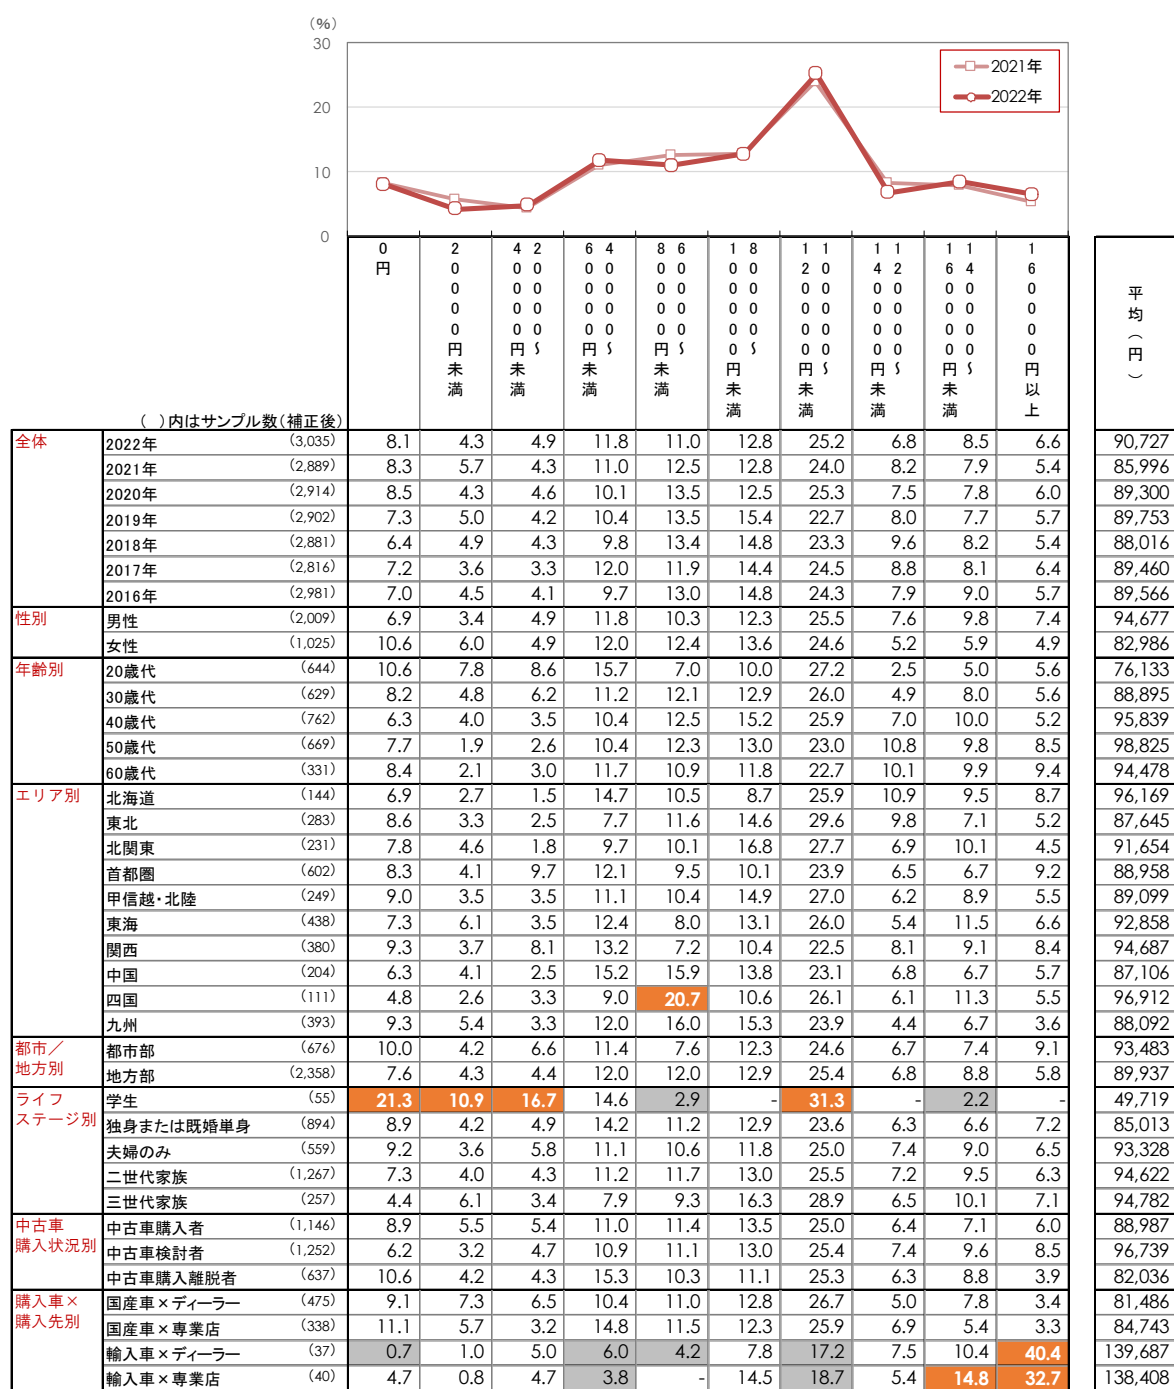 (%)
30
20
10
0
2021年
2022年
0円
20000円未満
20000~40000円未満
40000~60000円未満
60000~80000円未満
80000~100000円未満
100000~120000円未満
120000~140000円未満
140000~160000円未満
160000円以上
平均(円)
( )内はサンプル数(補正後)
全体 2022年 (3,035) 8.1 4.3 4.9 11.8 11.0 12.8 25.2 6.8 8.5 6.6 90,727
2021年 (2,889) 8.3 5.7 4.3 11.0 12.5 12.8 24.0 8.2 7.9 5.4 85,996
2020年 (2,914) 8.5 4.3 4.6 10.1 13.5 12.5 25.3 7.5 7.8 6.0 89,300
2019年 (2,902) 7.3 5.0 4.2 10.4 13.5 15.4 22.7 8.0 7.7 5.7 89,753
2018年 (2,881) 6.4 4.9 4.3 9.8 13.4 14.8 23.3 9.6 8.2 5.4 88,016
2017年 (2,816) 7.2 3.6 3.3 12.0 11.9 14.4 24.5 8.8 8.1 6.4 89,460
2016年 (2,981) 7.0 4.5 4.1 9.7 13.0 14.8 24.3 7.9 9.0 5.7 89,566
性別 男性 (2,009) 6.9 3.4 4.9 11.8 10.3 12.3 25.5 7.6 9.8 7.4 94,677
女性 (1,025) 10.6 6.0 4.9 12.0 12.4 13.6 24.6 5.2 5.9 4.9 82,986
年齢別 20歳代 (644) 10.6 7.8 8.6 15.7 7.0 10.0 27.2 2.5 5.0 5.6 76,133
30歳代 (629) 8.2 4.8 6.2 11.2 12.1 12.9 26.0 4.9 8.0 5.6 88,895
40歳代 (762) 6.3 4.0 3.5 10.4 12.5 15.2 25.9 7.0 10.0 5.2 95,839
50歳代 (669) 7.7 1.9 2.6 10.4 12.3 13.0 23.0 10.8 9.8 8.5 98,825
60歳代 (331) 8.4 2.1 3.0 11.7 10.9 11.8 22.7 10.1 9.9 9.4 94,478
エリア別 北海道 (144) 6.9 2.7 1.5 14.7 10.5 8.7 25.9 10.9 9.5 8.7 96,169
東北 (283) 8.6 3.3 2.5 7.7 11.6 14.6 29.6 9.8 7.1 5.2 87,645
北関東 (231) 7.8 4.6 1.8 9.7 10.1 16.8 27.7 6.9 10.1 4.5 91,654
首都圏 (602) 8.3 4.1 9.7 12.1 9.5 10.1 23.9 6.5 6.7 9.2 88,958
甲信越・北陸 (249) 9.0 3.5 3.5 11.1 10.4 14.9 27.0 6.2 8.9 5.5 89,099
東海 (438) 7.3 6.1 3.5 12.4 8.0 13.1 26.0 5.4 11.5 6.6 92,858
関西 (380) 9.3 3.7 8.1 13.2 7.2 10.4 22.5 8.1 9.1 8.4 94,687
中国 (204) 6.3 4.1 2.5 15.2 15.9 13.8 23.1 6.8 6.7 5.7 87,106
四国 (111) 4.8 2.6 3.3 9.0 20.7 10.6 26.1 6.1 11.3 5.5 96,912
九州 (393) 9.3 5.4 3.3 12.0 16.0 15.3 23.9 4.4 6.7 3.6 88,092
都市/地方別 都市部 (676) 10.0 4.2 6.6 11.4 7.6 12.3 24.6 6.7 7.4 9.1 93,483
地方部 (2,358) 7.6 4.3 4.4 12.0 12.0 12.9 25.4 6.8 8.8 5.8 89,937
ライフステージ別 学生 (55) 21.3 10.9 16.7 14.6 2.9 - 31.3 - 2.2 - 49,719
独身または既婚単身 (894) 8.9 4.2 4.9 14.2 11.2 12.9 23.6 6.3 6.6 7.2 85,013
夫婦のみ (559) 9.2 3.6 5.8 11.1 10.6 11.8 25.0 7.4 9.0 6.5 93,328
二世代家族 (1,267) 7.3 4.0 4.3 11.2 11.7 13.0 25.5 7.2 9.5 6.3 94,622
三世代家族 (257) 4.4 6.1 3.4 7.9 9.3 16.3 28.9 6.5 10.1 7.1 94,782
中古車購入状況別 中古車購入者 (1,146) 8.9 5.5 5.4 11.0 11.4 13.5 25.0 6.4 7.1 6.0 88,987
中古車検討者 (1,252) 6.2 3.2 4.7 10.9 11.1 13.0 25.4 7.4 9.6 8.5 96,739
中古車購入離脱者 (637) 10.6 4.2 4.3 15.3 10.3 11.1 25.3 6.3 8.8 3.9 82,036
購入車×購入先別 国産車×ディーラー (475) 9.1 7.3 6.5 10.4 11.0 12.8 26.7 5.0 7.8 3.4 81,486
国産車×専業店 (338) 11.1 5.7 3.2 14.8 11.5 12.3 25.9 6.9 5.4 3.3 84,743
輸入車×ディーラー (37) 0.7 1.0 5.0 6.0 4.2 7.8 17.2 7.5 10.4 40.4 139,687
輸入車×専業店 (40) 4.7 0.8 4.7 3.8 - 14.5 18.7 5.4 14.8 32.7 138,408